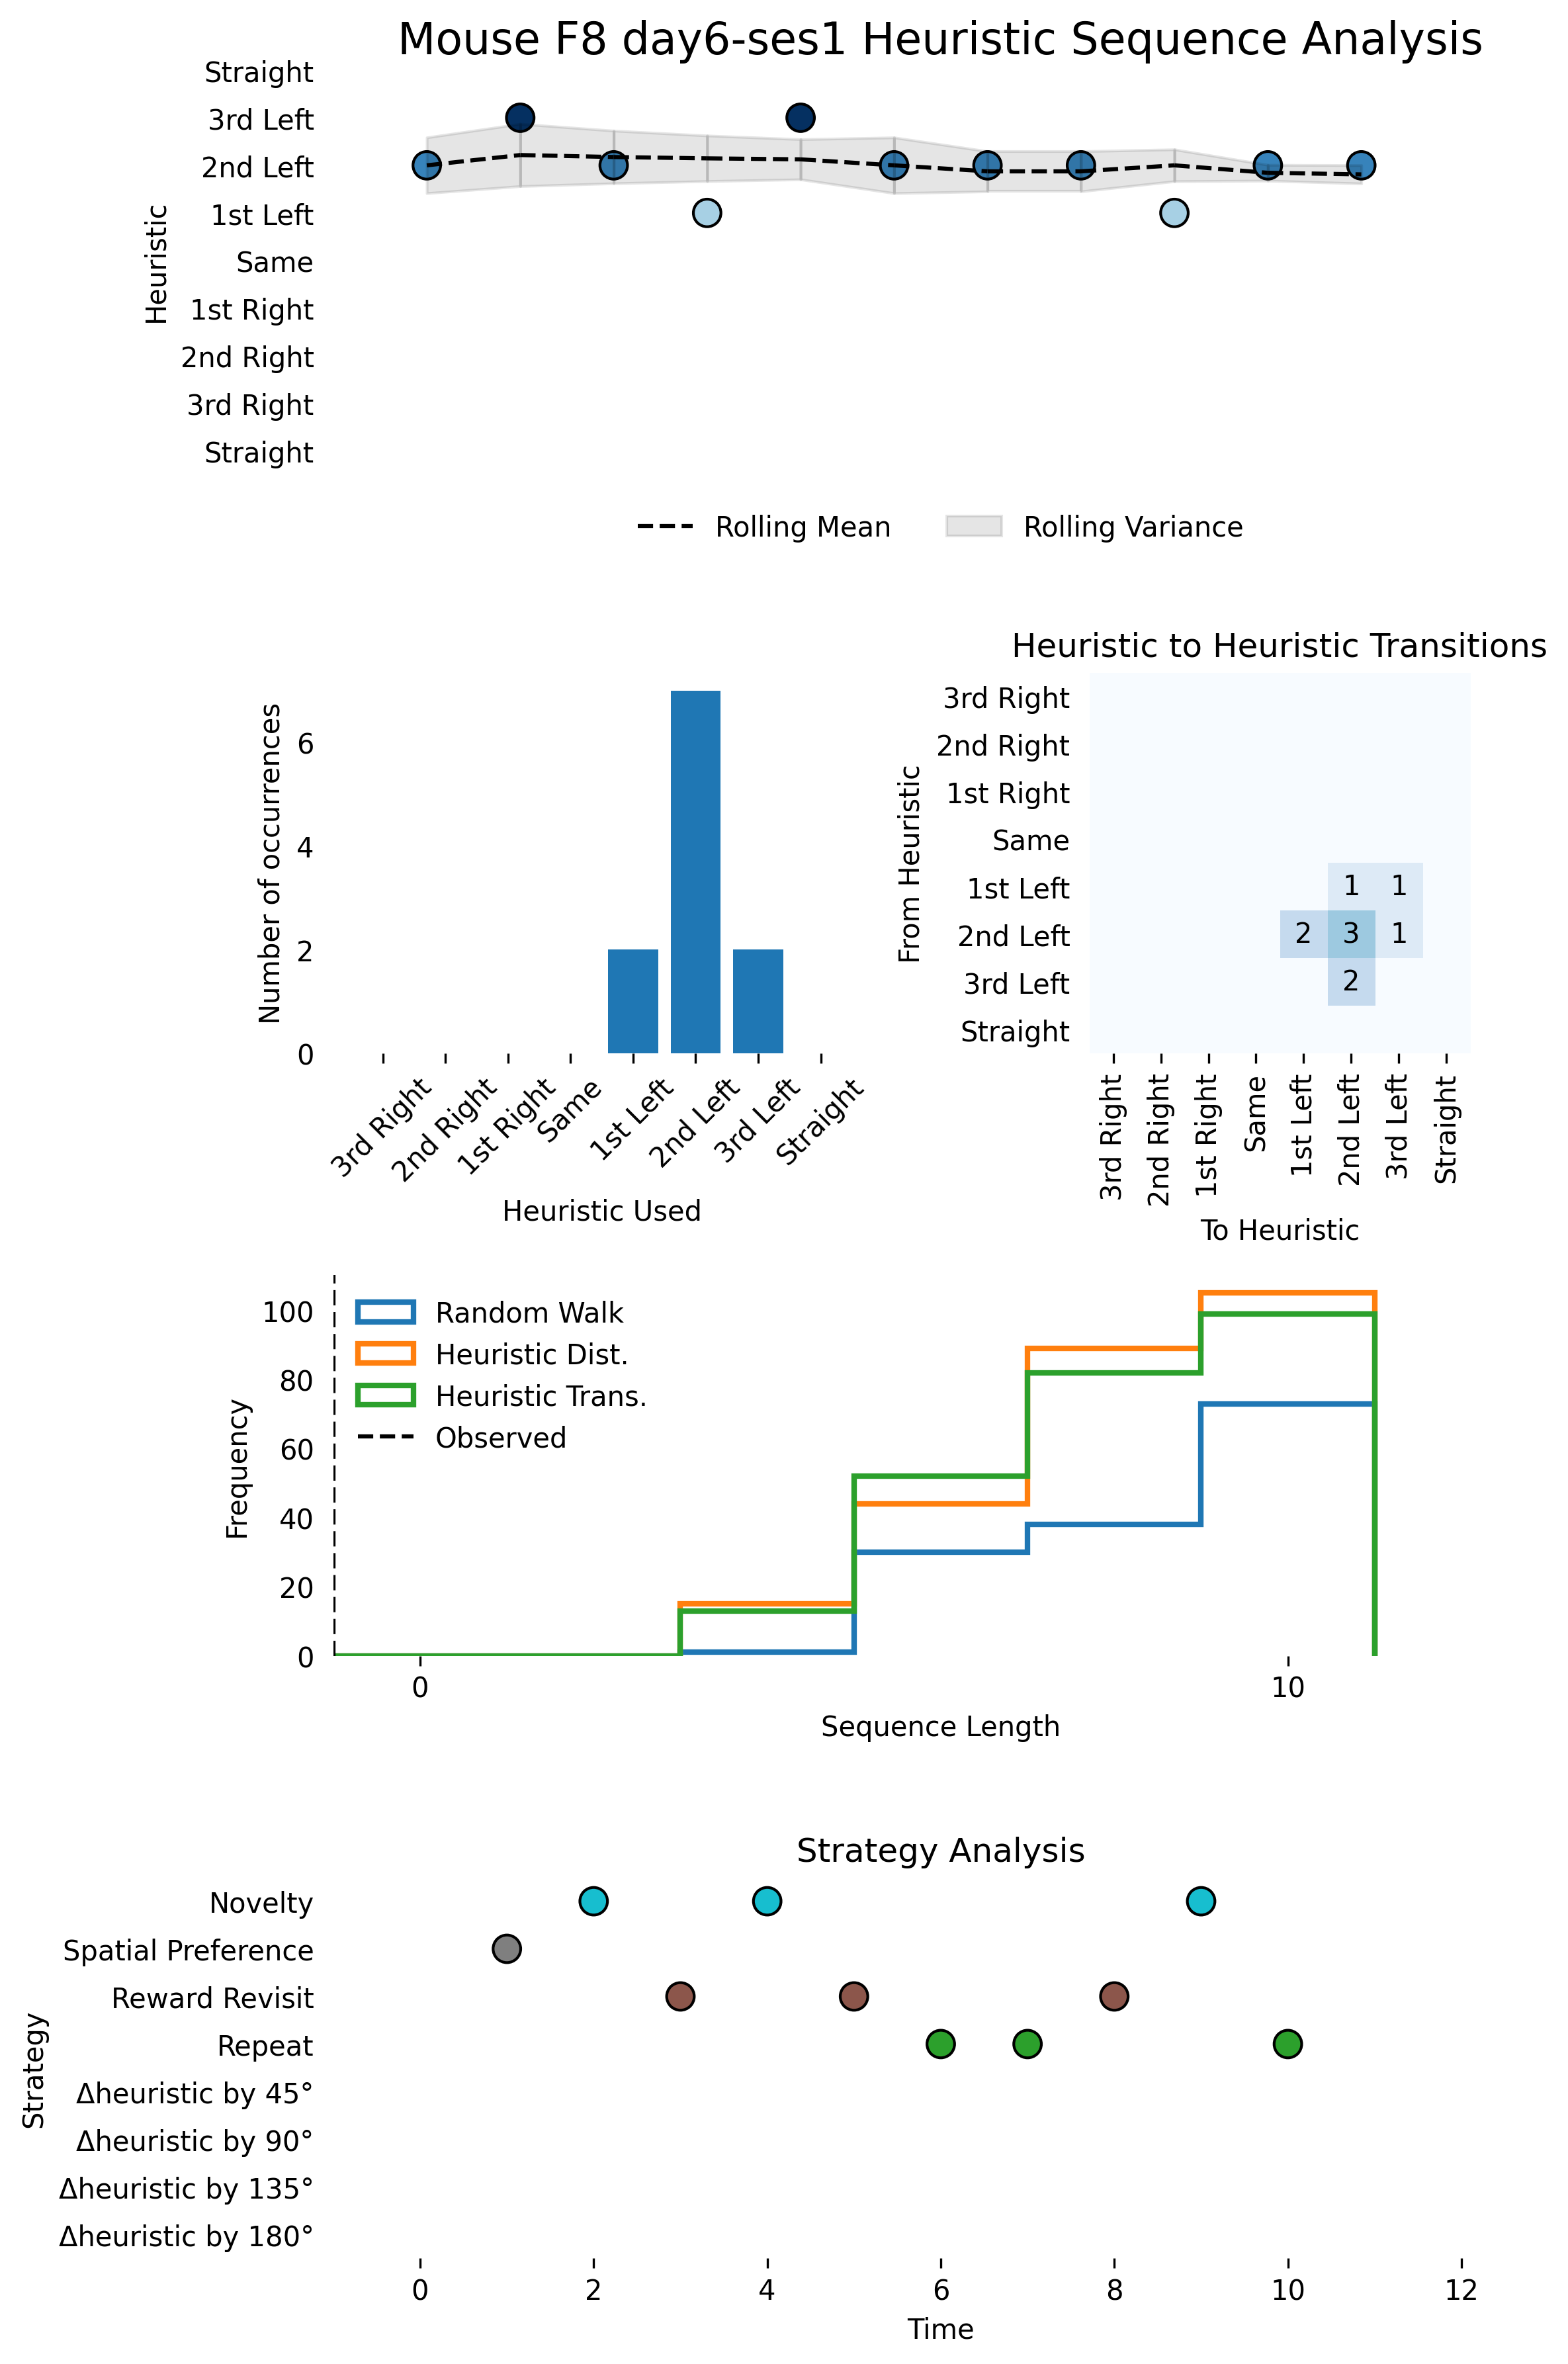 Mouse F8 day6-ses1 Heuristic Sequence Analysis
Straight
3rd Left
2nd Left
1st Left
Same
1st Right
2nd Right
3rd Right
Straight
Heuristic
Rolling Mean
Rolling Variance
Number of occurrences
6
4
2
0
3rd Right
2nd Right
1st Right
Same
1st Left
2nd Left
3rd Left
Straight
Heuristic Used
Heuristic to Heuristic Transitions
From Heuristic
3rd Right
2nd Right
1st Right
Same
1st Left
2nd Left
3rd Left
Straight
1 1
2 3 1
2
3rd Right
2nd Right
1st Right
Same
1st Left
2nd Left
3rd Left
Straight
To Heuristic
Frequency
100
80
60
40
20
0
Random Walk
Heuristic Dist.
Heuristic Trans.
Observed
0 10
Sequence Length
Strategy Analysis
Strategy
Novelty
Spatial Preference
Reward Revisit
Repeat
Δheuristic by 45°
Δheuristic by 90°
Δheuristic by 135°
Δheuristic by 180°
0 2 4 6 8 10 12
Time